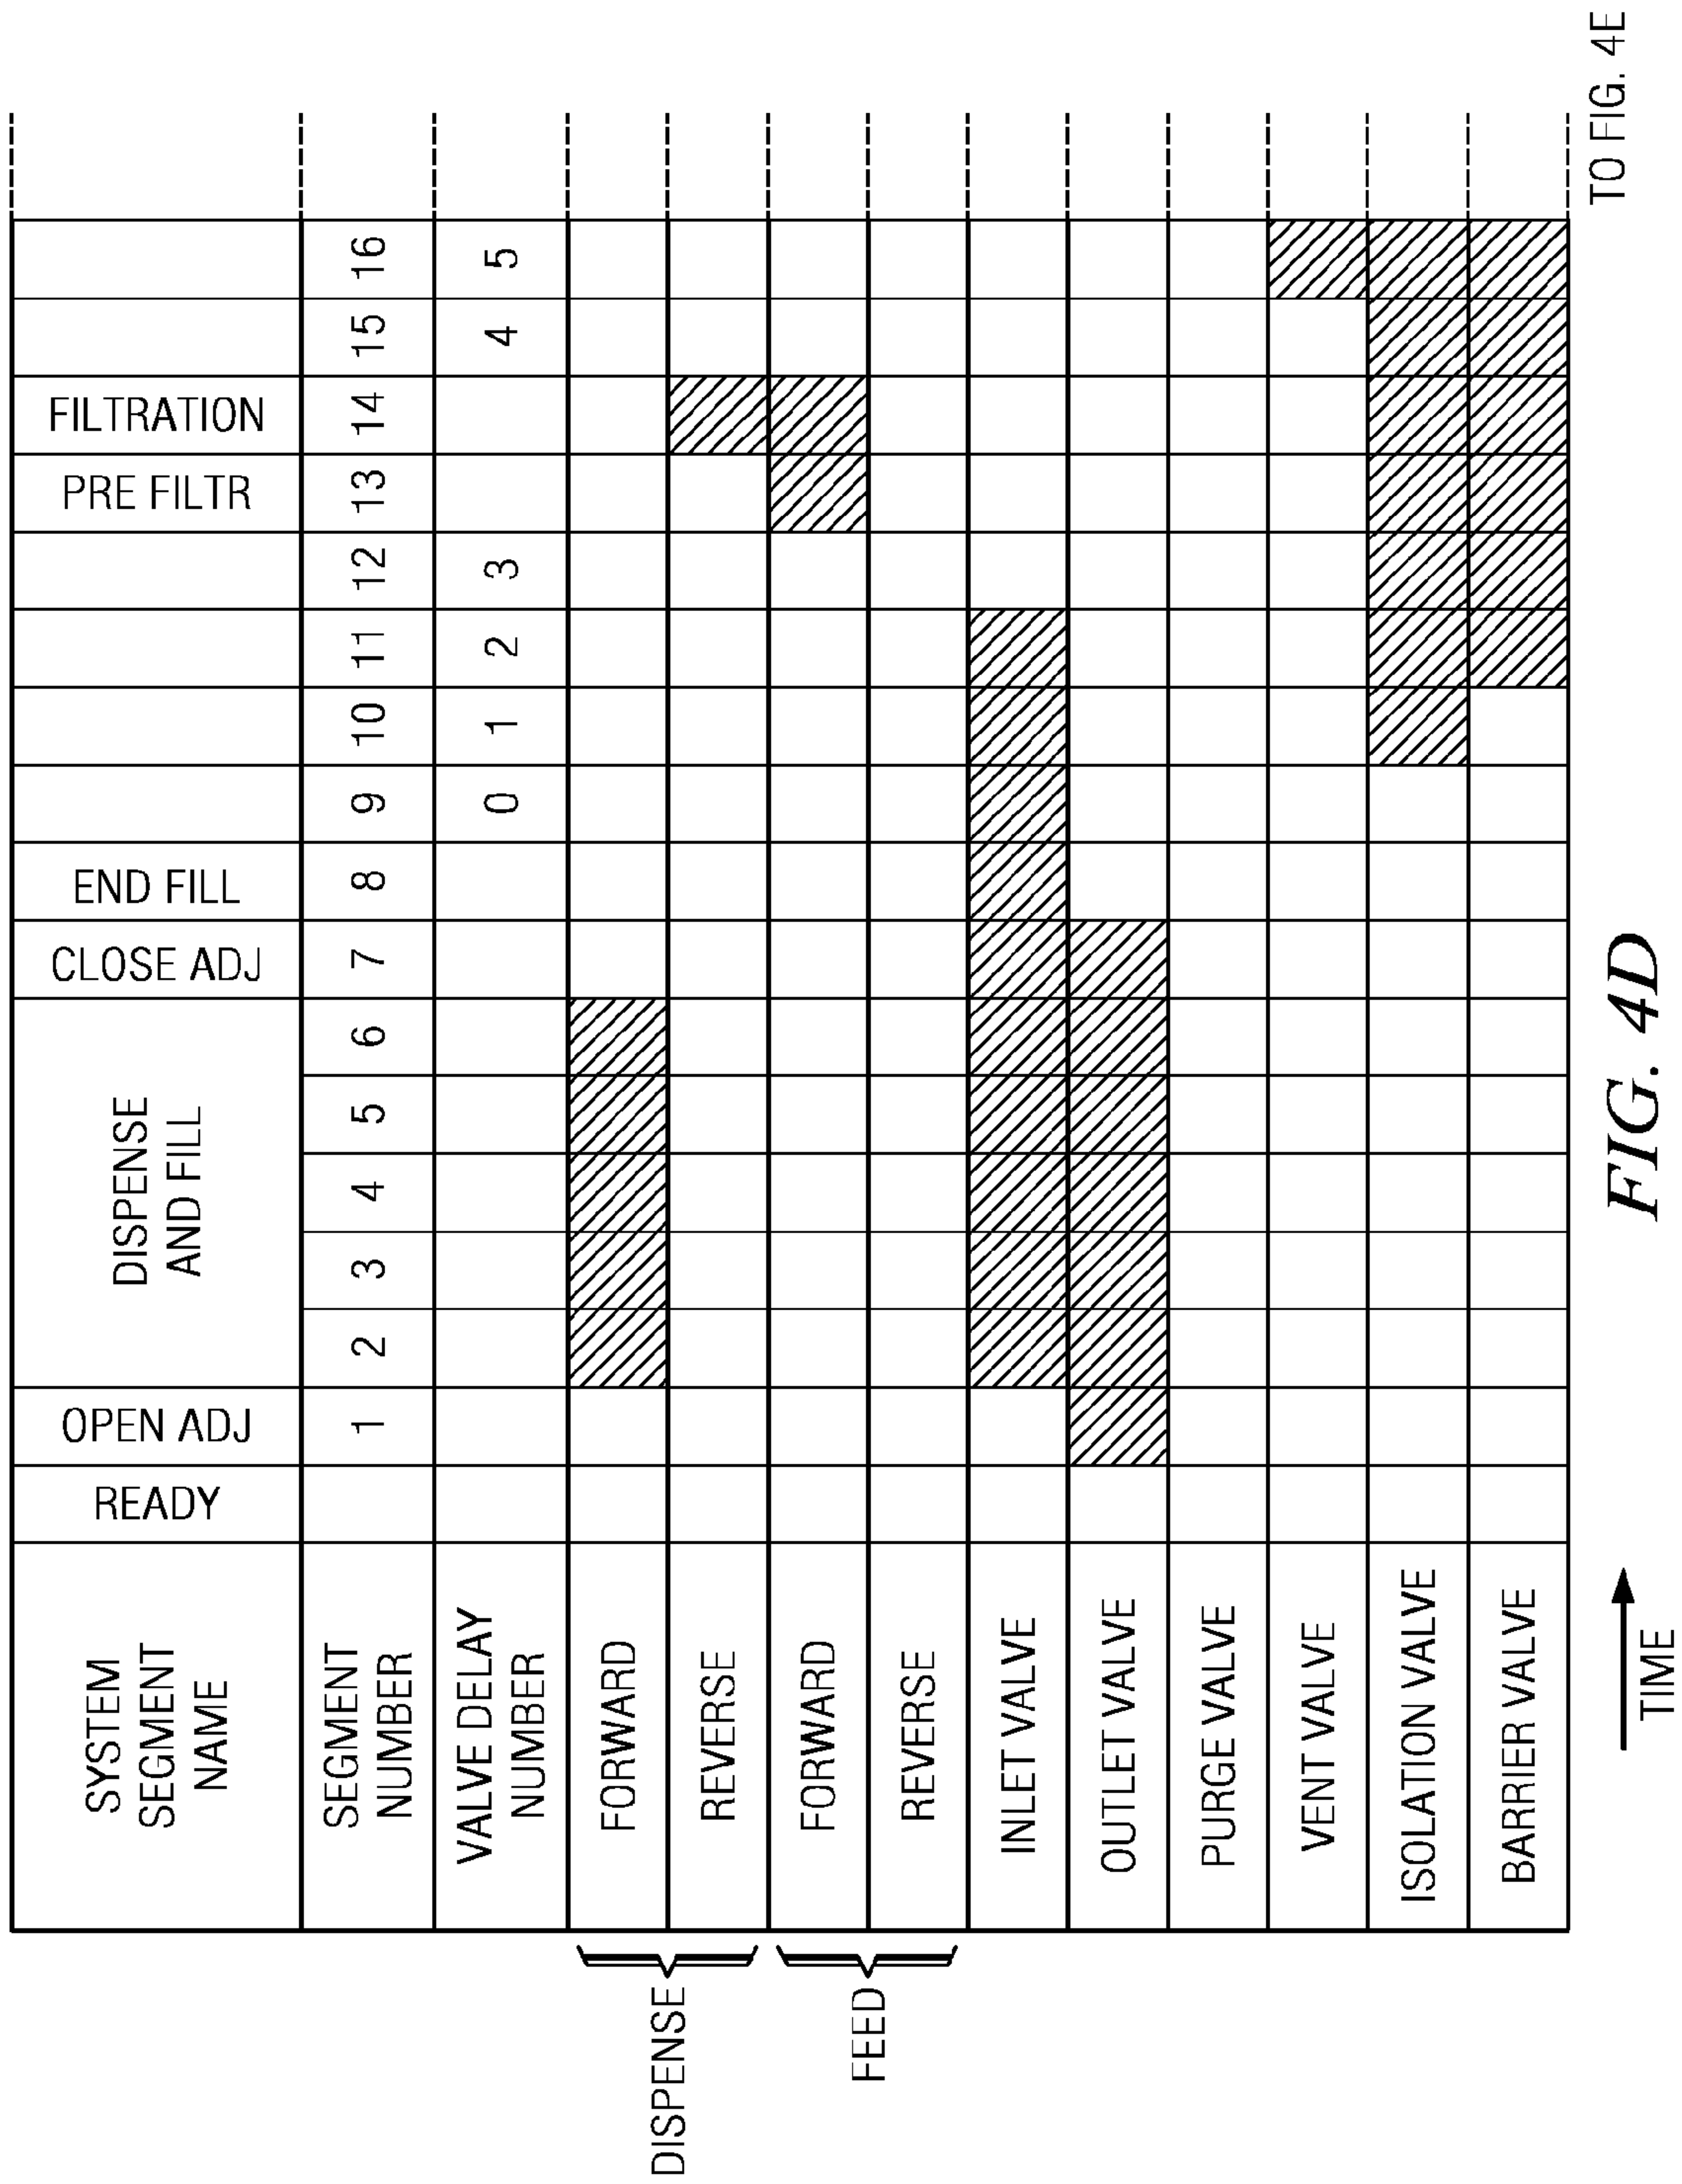 SYSTEM
SEGMENT
NAME
READY
OPEN ADJ
DISPENSE
AND FILL
CLOSE ADJ
END FILL
PRE FILTR
FILTRATION
SEGMENT
NUMBER
1
2
3
4
5
6
7
8
9
10
11
12
13
14
15
16
VALVE DELAY
NUMBER
0
1
2
3
4
5
DISPENSE
FORWARD
REVERSE
FEED
FORWARD
REVERSE
INLET VALVE
OUTLET VALVE
PURGE VALVE
VENT VALVE
ISOLATION VALVE
BARRIER VALVE
TIME
FIG. 4D
TO FIG. 4E